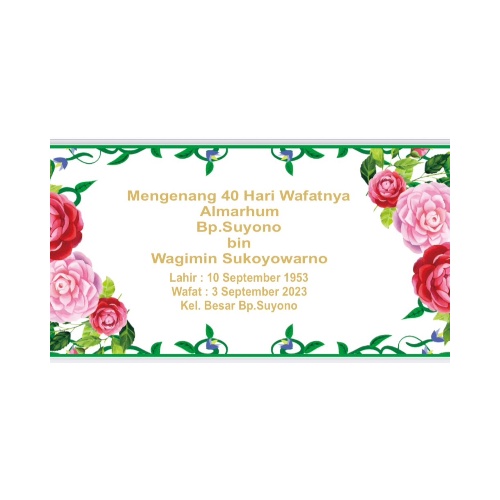 Mengenang 40 Hari Wafatnya
Almarhum
Bp.Suyono
bin
Wagimin Sukoyowarno
Lahir : 10 September 1953
Wafat : 3 September 2023
Kel. Besar Bp.Suyono